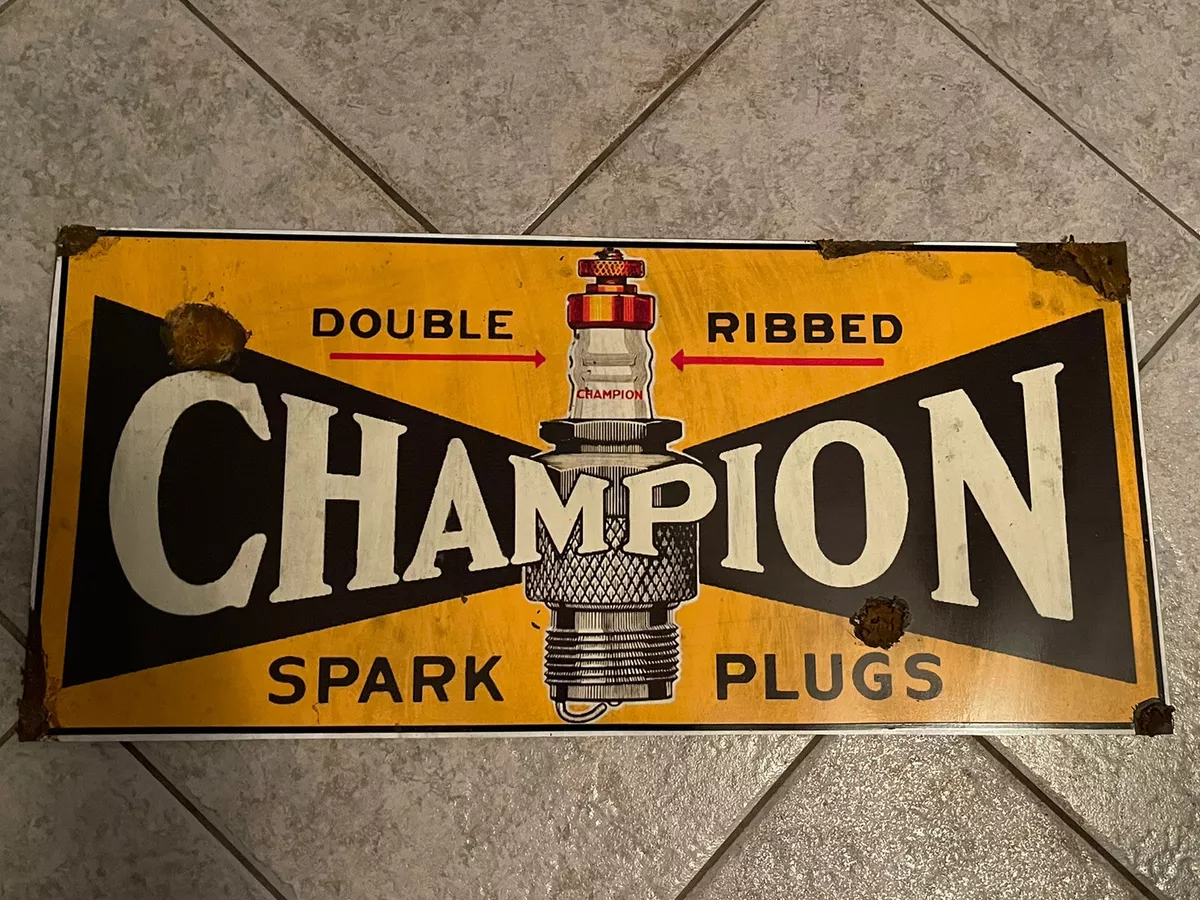 DOUBLE RIBBED
CHAMPION
CHAMPION
SPARK PLUGS